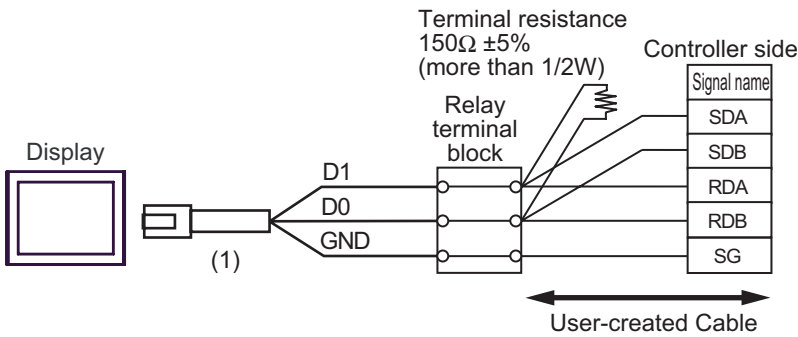 Terminal resistance
150Ω ±5%
(more than 1/2W)
Controller side
Signal name
SDA
SDB
RDA
RDB
SG
Relay
terminal
block
Display
D1
D0
GND
(1)
User-created Cable